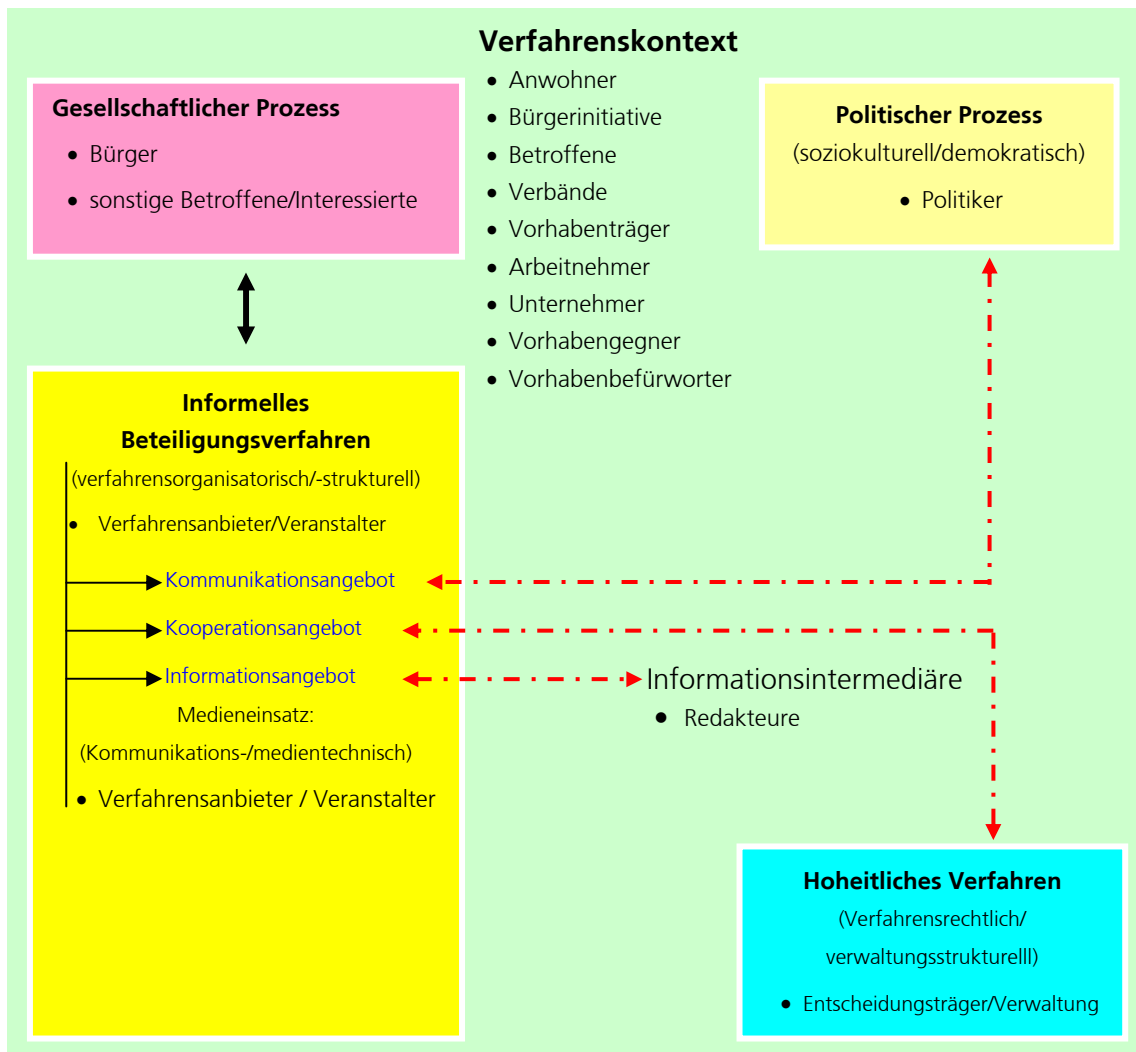 Verfahrenskontext
• Anwohner
• Bürgerinitiative
• Betroffene
• Verbände
• Vorhabenträger
• Arbeitnehmer
• Unternehmer
• Vorhabengegner
• Vorhabenbefürworter
Gesellschaftlicher Prozess
• Bürger
• sonstige Betroffene/Interessierte
Politischer Prozess
(soziokulturell/demokratisch)
• Politiker
Informelles
Beteiligungsverfahren
(verfahrensorganisatorisch/-strukturell)
• Verfahrensanbieter/Veranstalter
Kommunikationsangebot
Kooperationsangebot
Informationsangebot
Medieneinsatz:
(Kommunikations-/medientechnisch)
• Verfahrensanbieter / Veranstalter
Informationsintermediäre
• Redakteure
Hoheitliches Verfahren
(Verfahrensrechtlich/
verwaltungsstrukturelll)
• Entscheidungsträger/Verwaltung